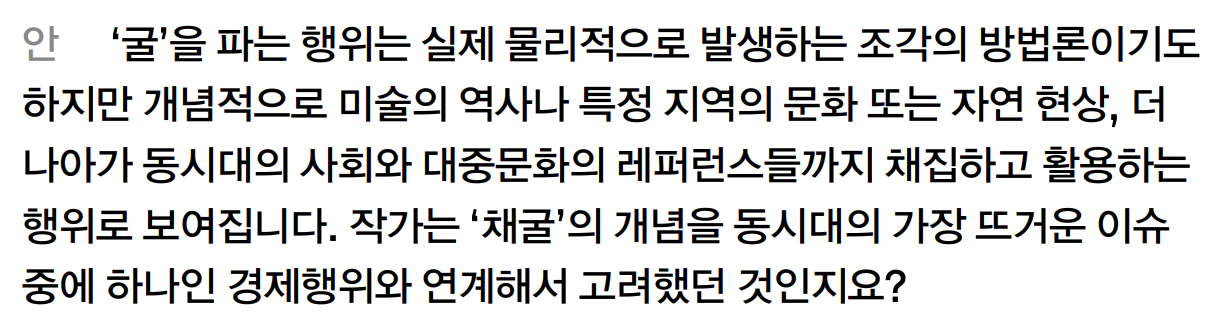 안 ‘굴’을 파는 행위는 실제 물리적으로 발생하는 조각의 방법론이기도
하지만 개념적으로 미술의 역사나 특정 지역의 문화 또는 자연 현상, 더
나아가 동시대의 사회와 대중문화의 레퍼런스들까지 채집하고 활용하는
행위로 보여집니다. 작가는 ‘채굴’의 개념을 동시대의 가장 뜨거운 이슈
중에 하나인 경제행위와 연계해서 고려했던 것인지요?